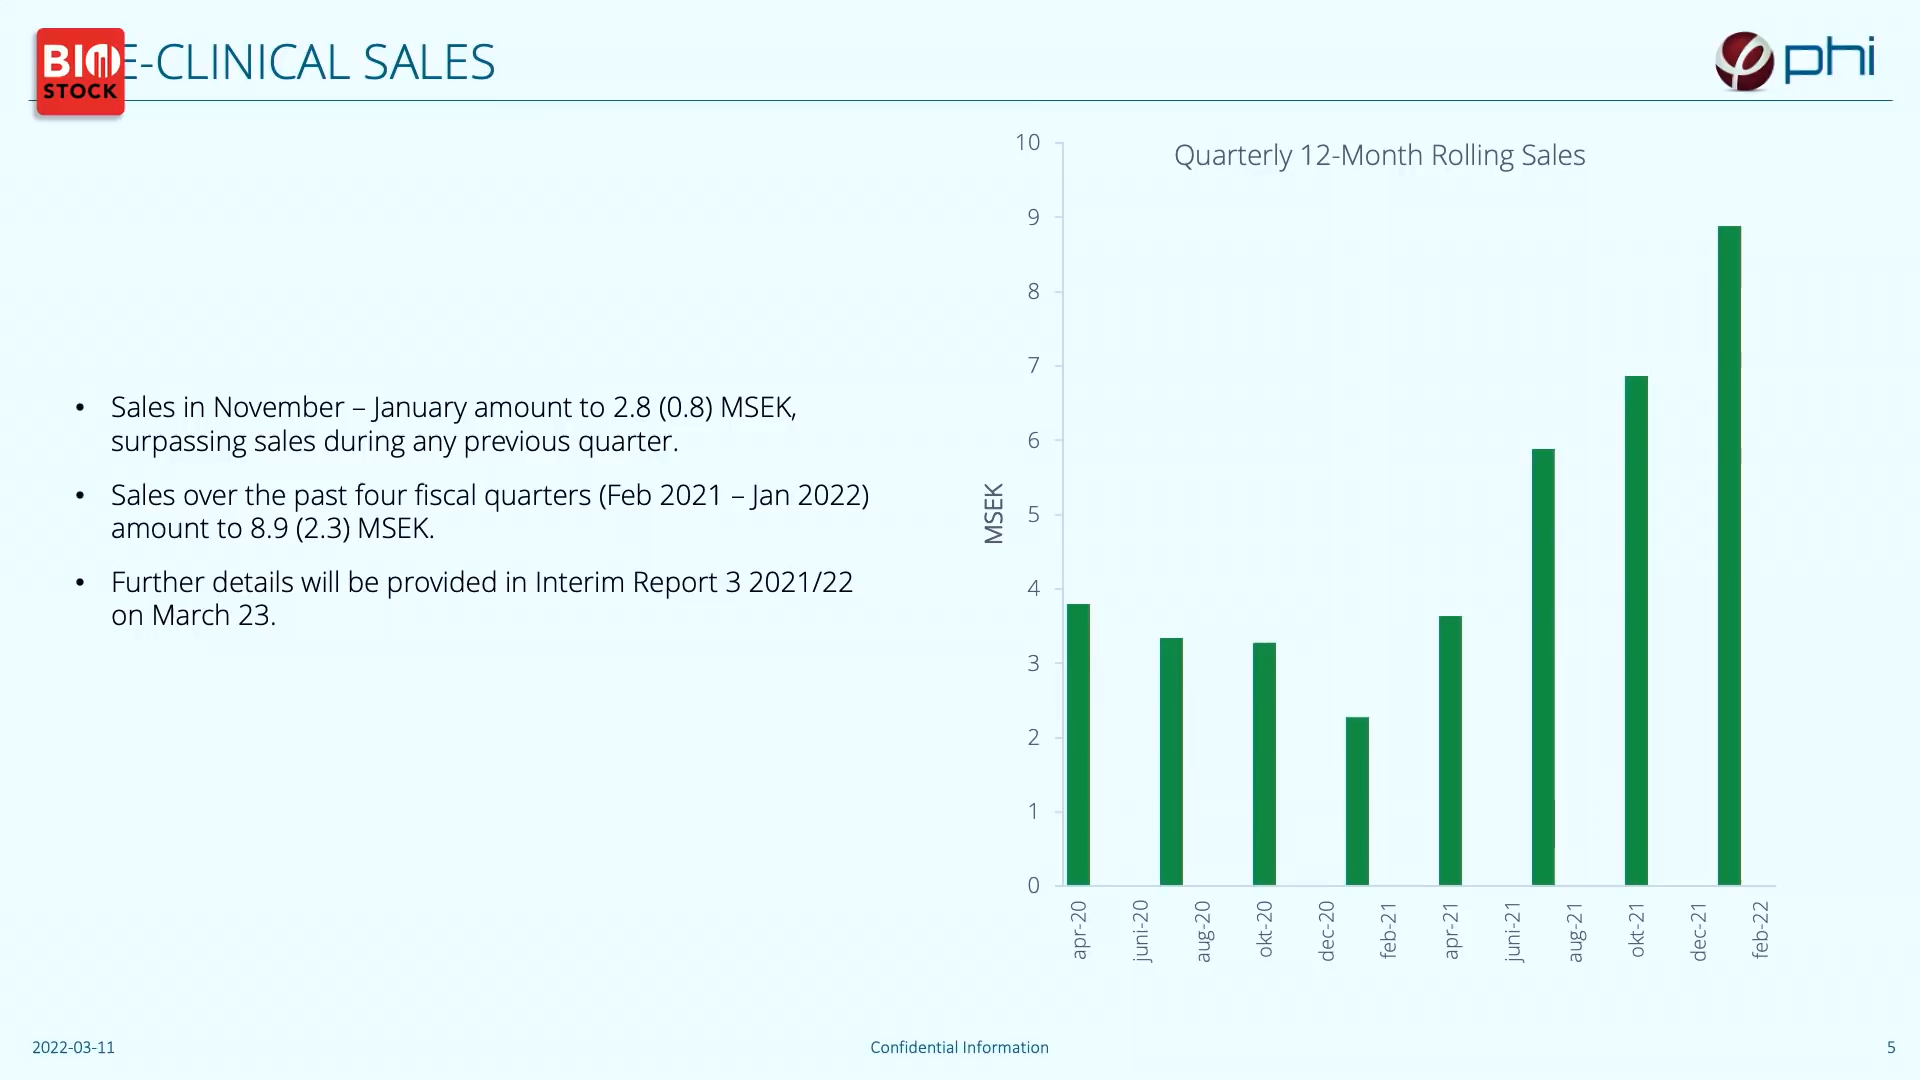 BIO STOCK
E-CLINICAL SALES
phi
Quarterly 12-Month Rolling Sales
• Sales in November – January amount to 2.8 (0.8) MSEK,
surpassing sales during any previous quarter.
• Sales over the past four fiscal quarters (Feb 2021 – Jan 2022)
amount to 8.9 (2.3) MSEK.
• Further details will be provided in Interim Report 3 2021/22
on March 23.
MSEK
10
9
8
7
6
5
4
3
2
1
0
apr-20
juni-20
aug-20
okt-20
dec-20
feb-21
apr-21
juni-21
aug-21
okt-21
dec-21
feb-22
2022-03-11
Confidential Information
5